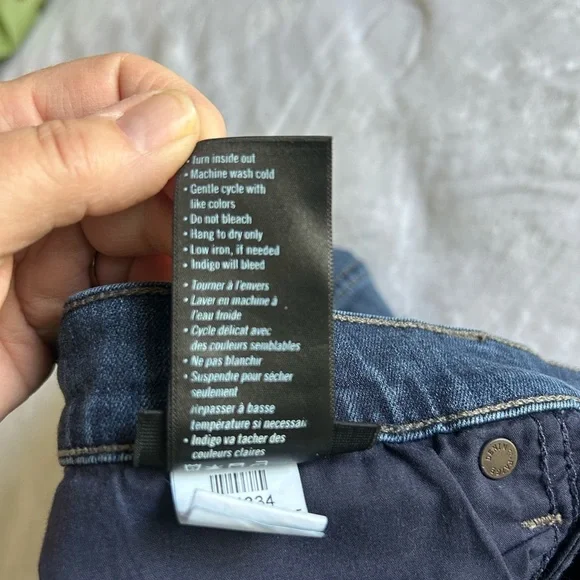 • Turn inside out
• Machine wash cold
• Gentle cycle with
like colors
• Do not bleach
• Hang to dry only
• Low iron, if needed
• Indigo will bleed
• Tourner à l'envers
• Laver en machine à
l'eau froide
• Cycle délicat avec
des couleurs semblables
• Ne pas blanchir
• Suspendre pour sécher
seulement
Repasser à basse
température si necessair
• Indigo va tacher des
couleurs claires